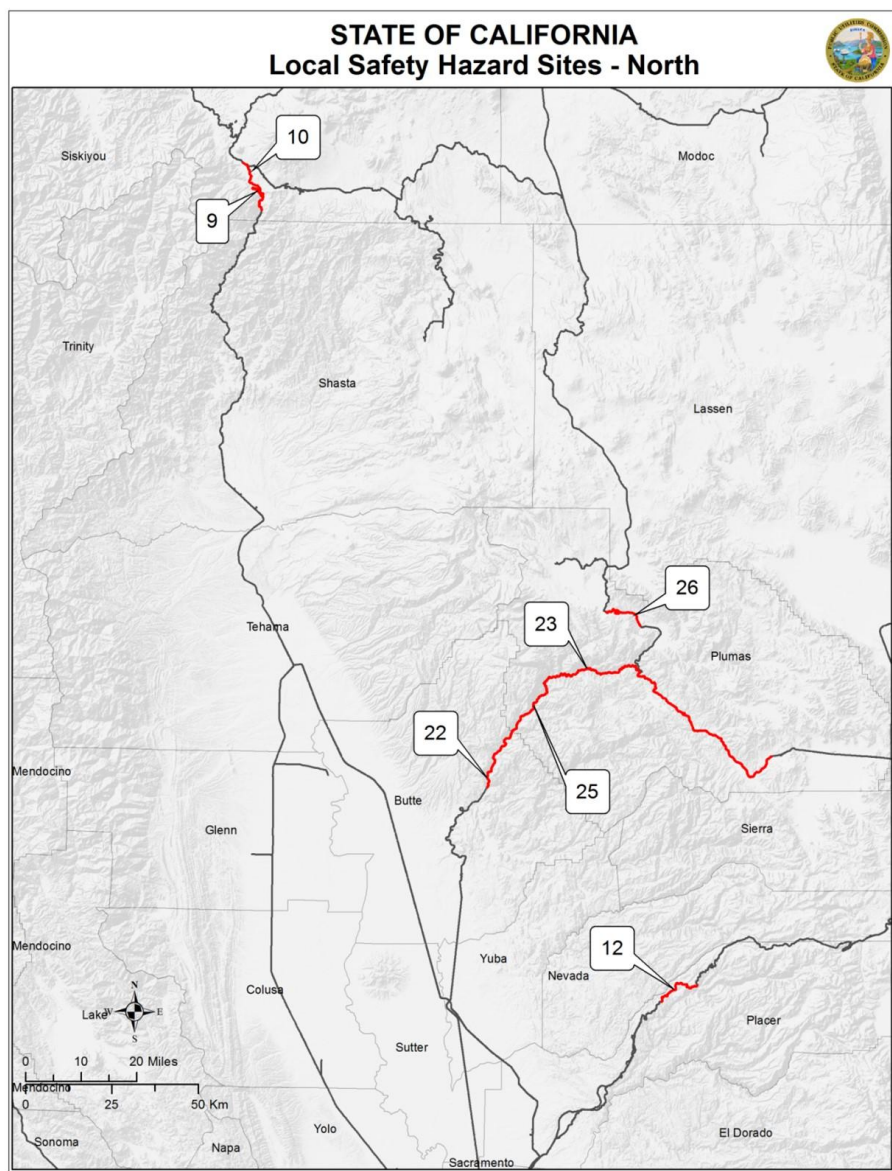 STATE OF CALIFORNIA
Local Safety Hazard Sites - North
10
Siskiyou
Modoc
9
Trinity
Shasta
Lassen
26
23
Tehama
Plumas
22
Mendocino
25
Butte
Glenn
Sierra
12
Mendocino
Yuba
Nevada
Colusa
N
Lake
W
E
Placer
S
Sutter
0 10 20 Miles
Mendocino
0 25 50 Km
Yolo
El Dorado
Sonoma
Napa
Sacramento